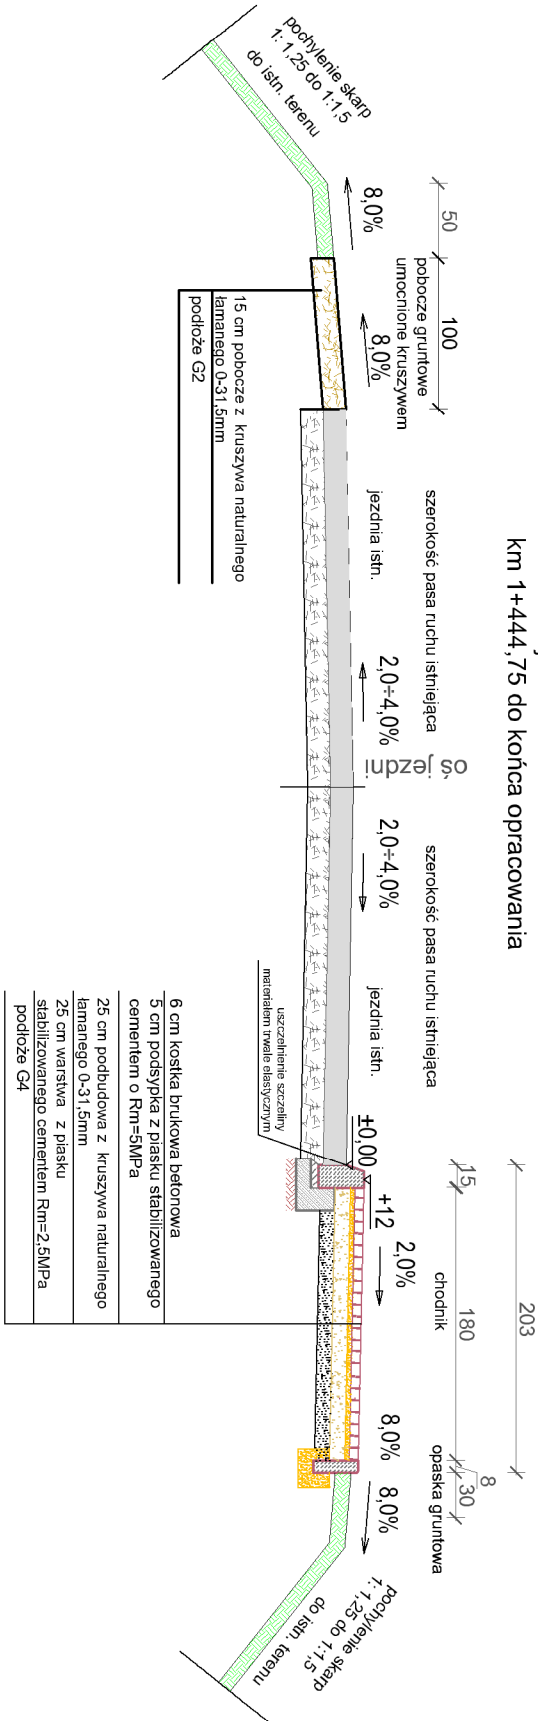 km 1+444,75 do końca opracowania
pochylenie skarp
1: 1,25 do 1:1,5
do istn. terenu
50
8,0%
100
pobocze gruntowe
umocnione kruszywem
8,0%
15 cm pobocze z kruszywa naturalnego
łamanego 0-31,5mm
podłoże G2
szerokość pasa ruchu istniejąca
jezdnia istn.
2,0÷4,0%
oś jezdni
2,0÷4,0%
szerokość pasa ruchu istniejąca
jezdnia istn.
uszczelnienie szczeliny
materiałem trwale elastycznym
±0,00
+12
203
15
180
8
30
2,0%
chodnik
8,0%
opaska gruntowa
8,0%
6 cm kostka brukowa betonowa
5 cm podsypka z piasku stabilizowanego
cementem o Rm=5MPa
25 cm podbudowa z kruszywa naturalnego
łamanego 0-31,5mm
25 cm warstwa z piasku
stabilizowanego cementem Rm=2,5MPa
podłoże G4
pochylenie skarp
1: 1,25 do 1:1,5
do istn. terenu